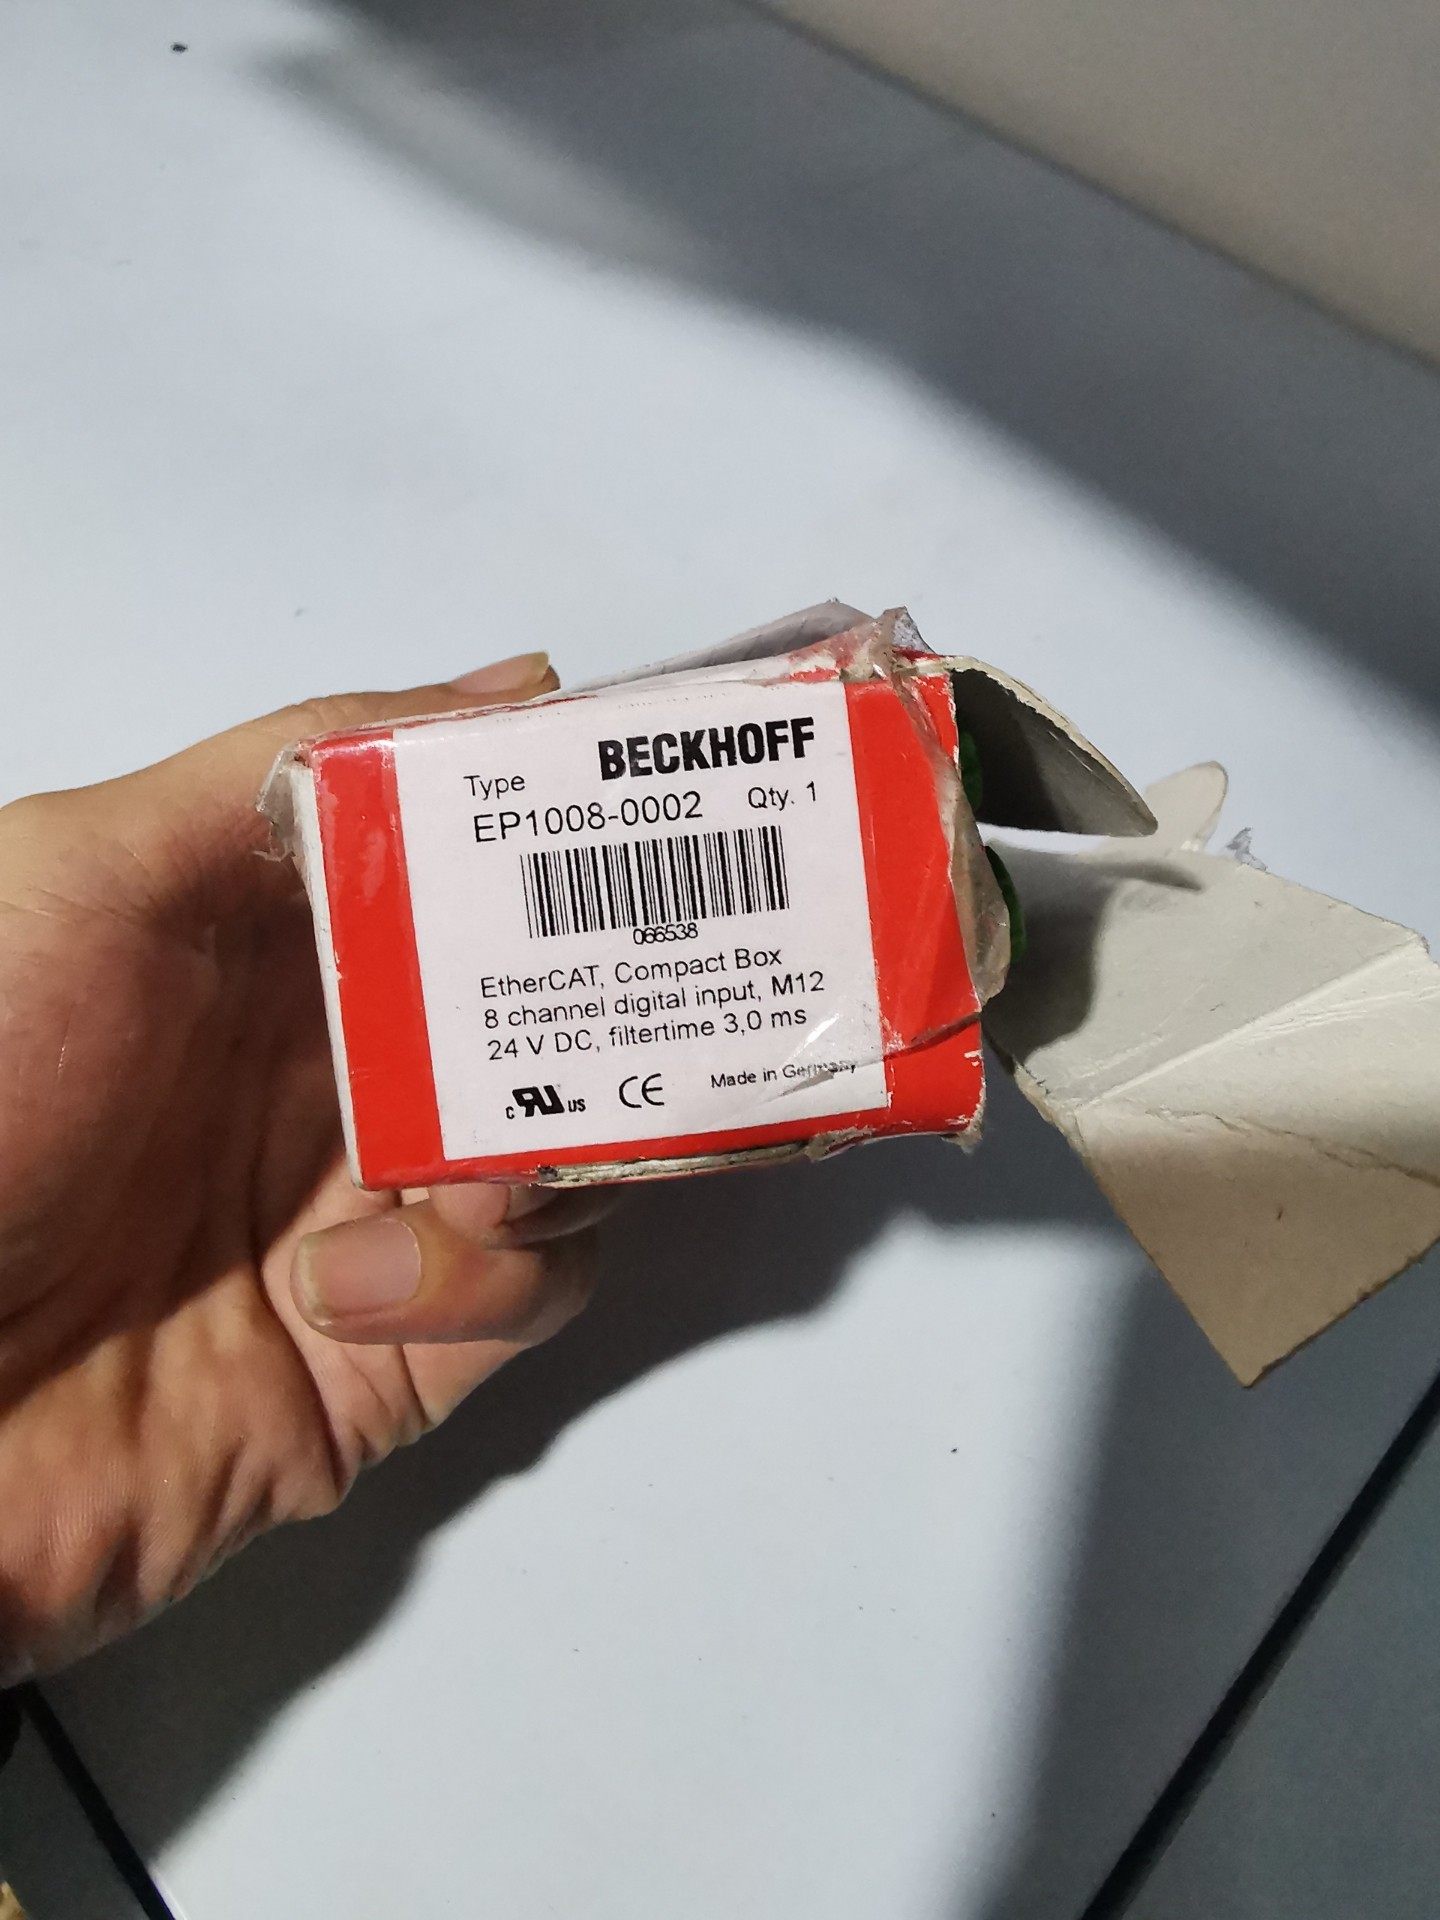 BECKHOFF
Type
EP1008-0002 Qty. 1
066538
EtherCAT, Compact Box
8 channel digital input, M12
24 V DC, filtertime 3,0 ms
c RU us CE Made in Germany